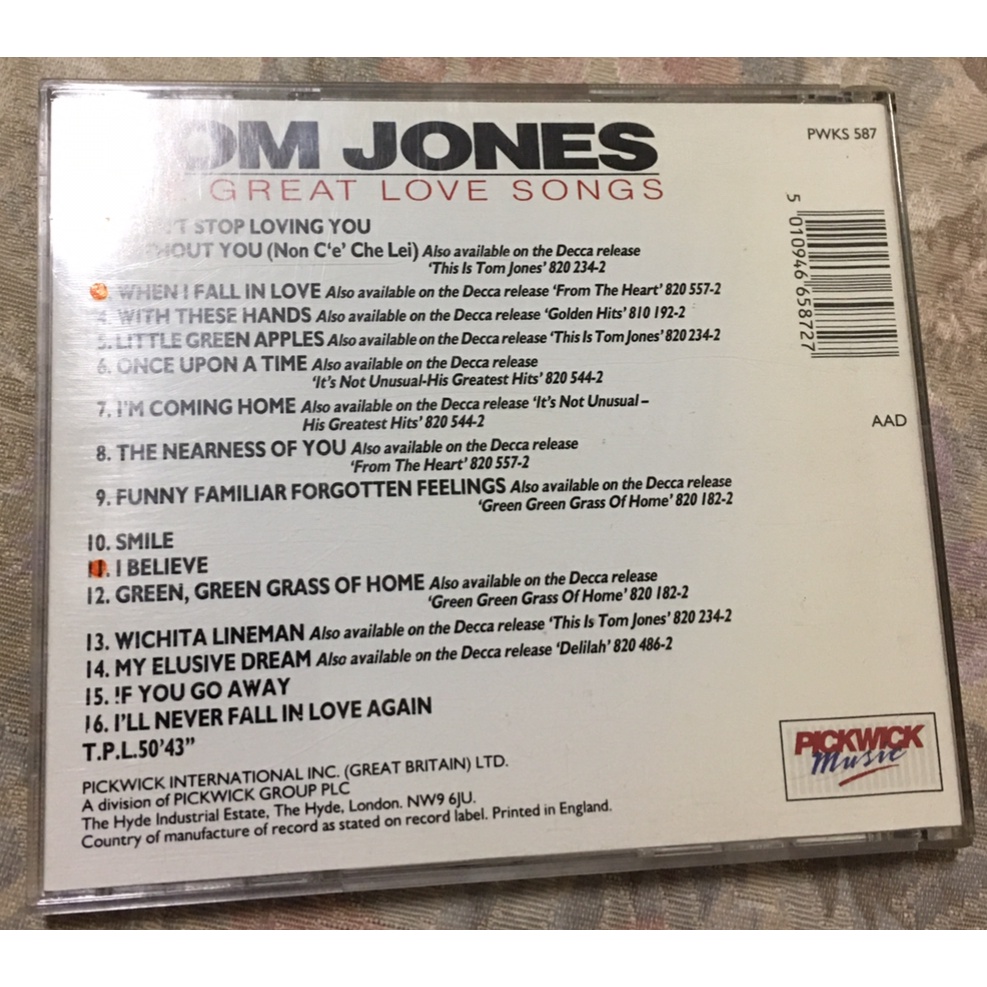 OM JONES
PWKS 587
GREAT LOVE SONGS
STOP LOVING YOU
YOU (Non C'e' Che Lei) Also available on the Decca release
'This Is Tom Jones' 820 234-2
WHEN I FALL IN LOVE Also available on the Decca release 'From The Heart' 820 557-2
4. WITH THESE HANDS Also available on the Decca release 'Golden Hits' 810 192-2
5. LITTLE GREEN APPLES Also available on the Decca release 'This Is Tom Jones' 820 234-2
6. ONCE UPON A TIME Also available on the Decca release
'It's Not Unusual-His Greatest Hits' 820 544-2
7. I'M COMING HOME Also available on the Decca release 'It's Not Unusual –
His Greatest Hits' 820 544-2
8. THE NEARNESS OF YOU Also available on the Decca release
'From The Heart' 820 557-2
9. FUNNY FAMILIAR FORGOTTEN FEELINGS Also available on the Decca release
'Green Green Grass Of Home' 820 182-2
10. SMILE
11. I BELIEVE
12. GREEN, GREEN GRASS OF HOME Also available on the Decca release
'Green Green Grass Of Home' 820 182-2
13. WICHITA LINEMAN Also available on the Decca release 'This Is Tom Jones' 820 234-2
14. MY ELUSIVE DREAM Also available on the Decca release 'Delilah' 820 486-2
15. IF YOU GO AWAY
16. I'LL NEVER FALL IN LOVE AGAIN
T.P.L.50'43"
PICKWICK INTERNATIONAL INC. (GREAT BRITAIN) LTD.
A division of PICKWICK GROUP PLC
The Hyde Industrial Estate, The Hyde, London. NW9 6JU.
Country of manufacture of record as stated on record label. Printed in England.
5 010946 658727
AAD
PICKWICK
Music